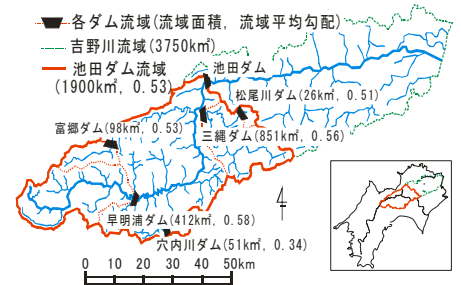 各ダム流域(流域面積, 流域平均勾配)
吉野川流域(3750k㎡)
池田ダム流域
(1900k㎡, 0.53)
池田ダム
松尾川ダム(26k㎡, 0.51)
富郷ダム(98k㎡, 0.53)
三縄ダム(851k㎡, 0.56)
早明浦ダム(412k㎡, 0.58)
穴内川ダム(51k㎡, 0.34)
4
0 10 20 30 40 50km